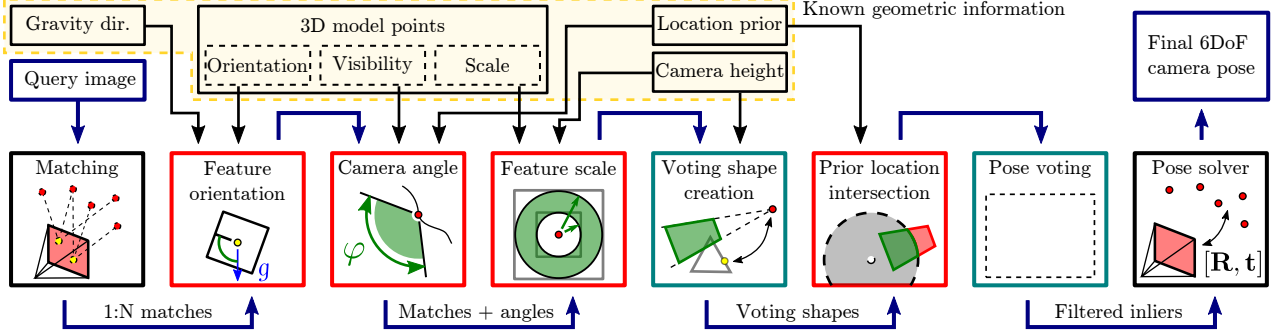 Known geometric information
Gravity dir.
3D model points
Orientation
Visibility
Scale
Location prior
Camera height
Query image
Final 6DoF
camera pose
Matching
Feature
orientation
g
Camera angle
φ
Feature scale
Voting shape
creation
Prior location
intersection
Pose voting
Pose solver
[R, t]
1:N matches
Matches + angles
Voting shapes
Filtered inliers